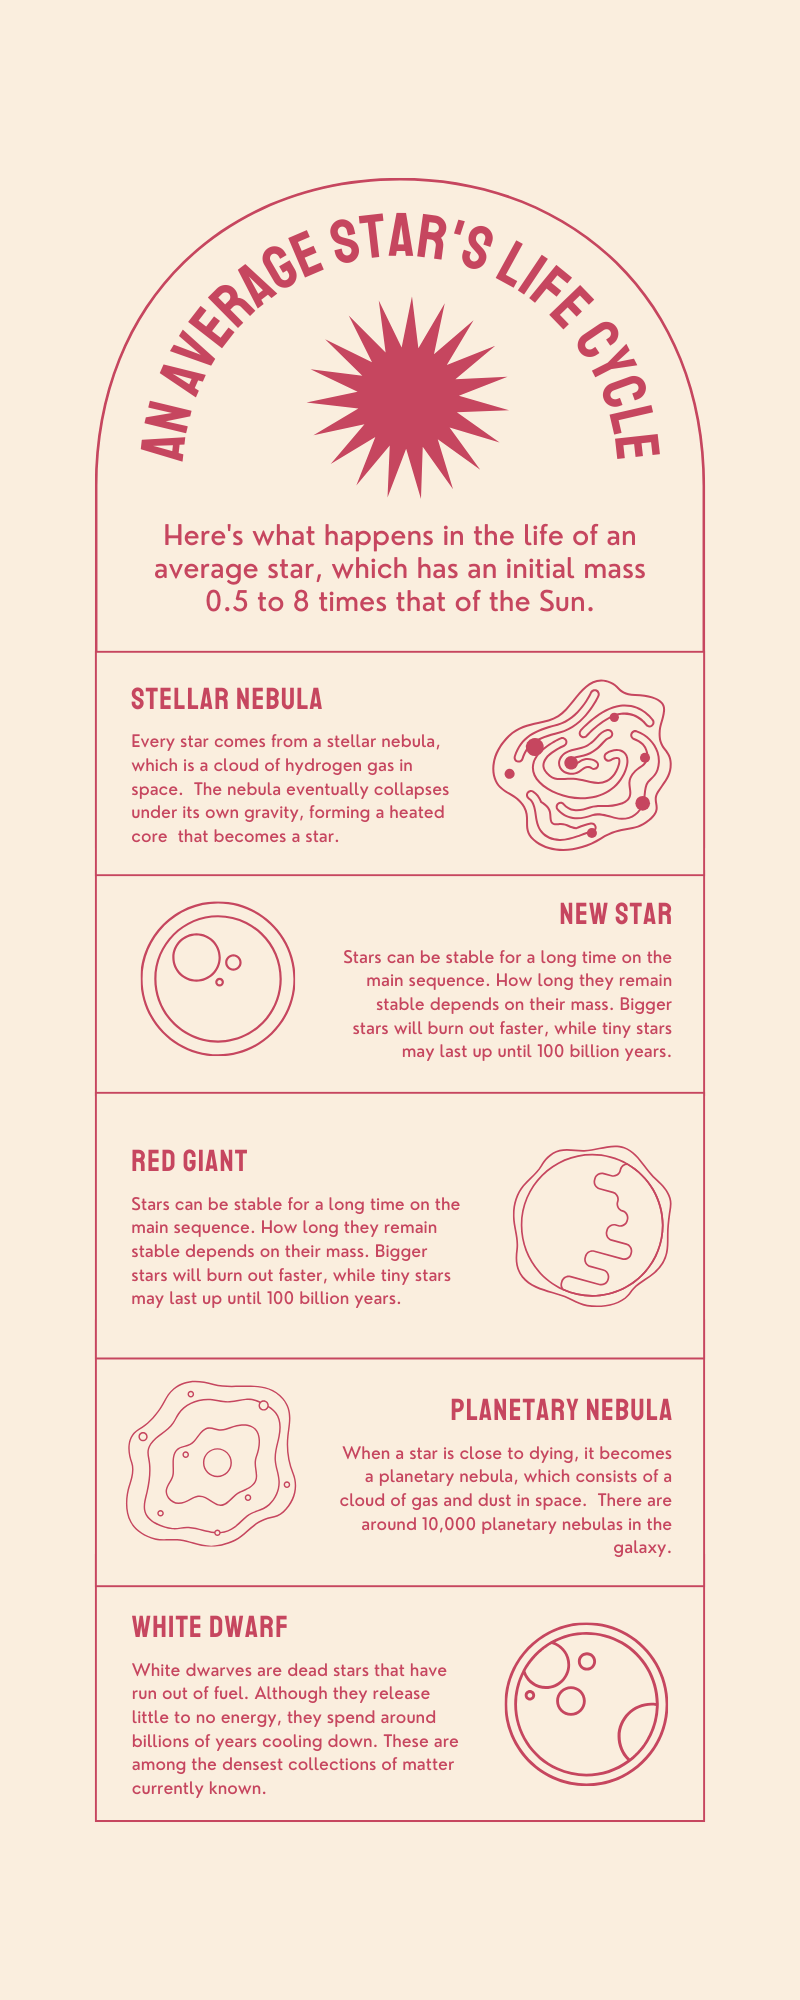 AN AVERAGE STAR'S LIFE CYCLE
Here's what happens in the life of an
average star, which has an initial mass
0.5 to 8 times that of the Sun.
STELLAR NEBULA
Every star comes from a stellar nebula,
which is a cloud of hydrogen gas in
space.  The nebula eventually collapses
under its own gravity, forming a heated
core  that becomes a star.
NEW STAR
Stars can be stable for a long time on the
main sequence. How long they remain
stable depends on their mass. Bigger
stars will burn out faster, while tiny stars
may last up until 100 billion years.
RED GIANT
Stars can be stable for a long time on the
main sequence. How long they remain
stable depends on their mass. Bigger
stars will burn out faster, while tiny stars
may last up until 100 billion years.
PLANETARY NEBULA
When a star is close to dying, it becomes
a planetary nebula, which consists of a
cloud of gas and dust in space.  There are
around 10,000 planetary nebulas in the
galaxy.
WHITE DWARF
White dwarves are dead stars that have
run out of fuel. Although they release
little to no energy, they spend around
billions of years cooling down. These are
among the densest collections of matter
currently known.